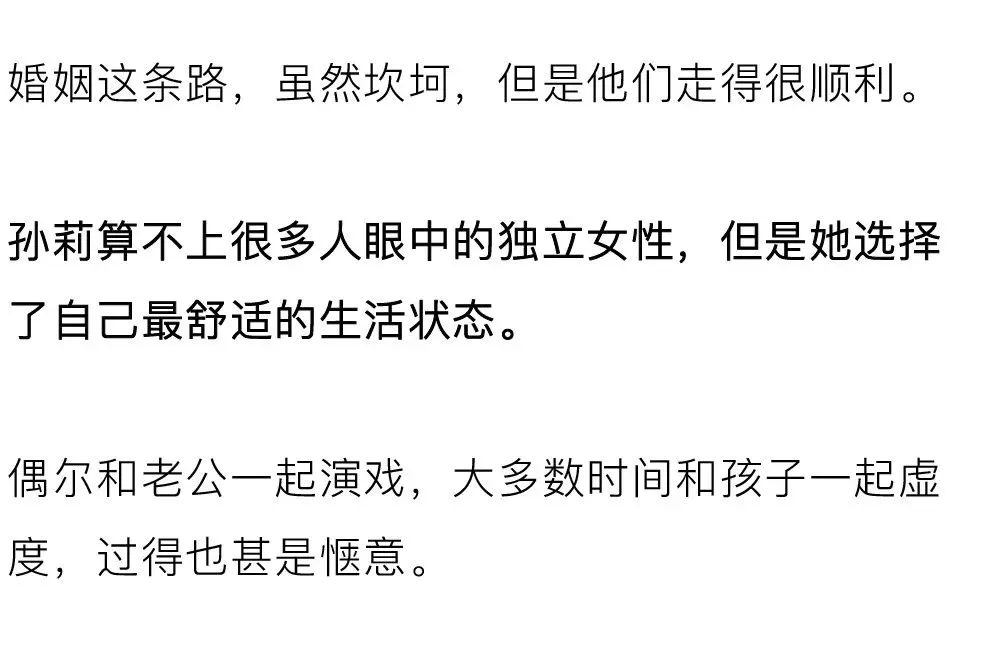 婚姻这条路，虽然坎坷，但是他们走得很顺利。
孙莉算不上很多人眼中的独立女性，但是她选择
了自己最舒适的生活状态。
偶尔和老公一起演戏，大多数时间和孩子一起虚
度，过得也甚是惬意。